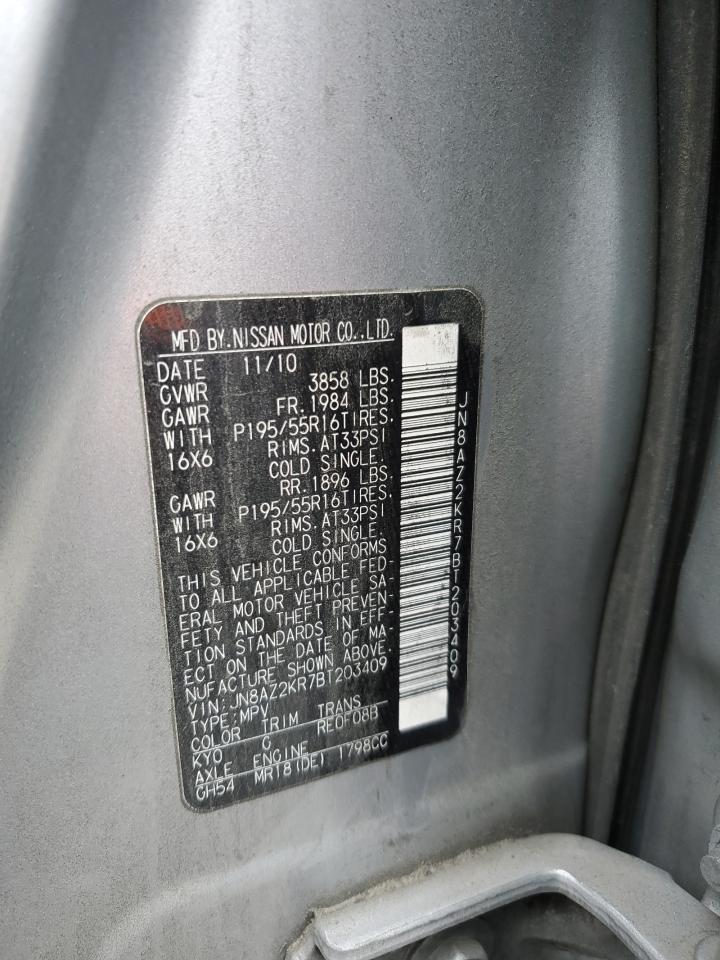 MFD BY.NISSAN MOTOR CO.,LTD.
DATE 11/10
GVWR 3858 LBS.
GAWR FR. 1984 LBS.
WITH P195/55R16TIRES.
16X6 RIMS.AT33PSI
COLD SINGLE.
GAWR RR. 1896 LBS.
WITH P195/55R16TIRES.
16X6 RIMS.AT33PSI
COLD SINGLE.
THIS VEHICLE CONFORMS
TO ALL APPLICABLE FED-
ERAL MOTOR VEHICLE SA-
FETY AND THEFT PREVEN-
TION STANDARDS IN EFF-
ECT ON THE DATE OF MA-
NUFACTURE SHOWN ABOVE.
VIN:JN8AZ2KR7BT203409
TYPE:MPV
COLOR TRIM TRANS
KYO G RE0F08B
AXLE ENGINE
GH54 MR18(DE) 1798CC
JN8AZ2KR7BT203409